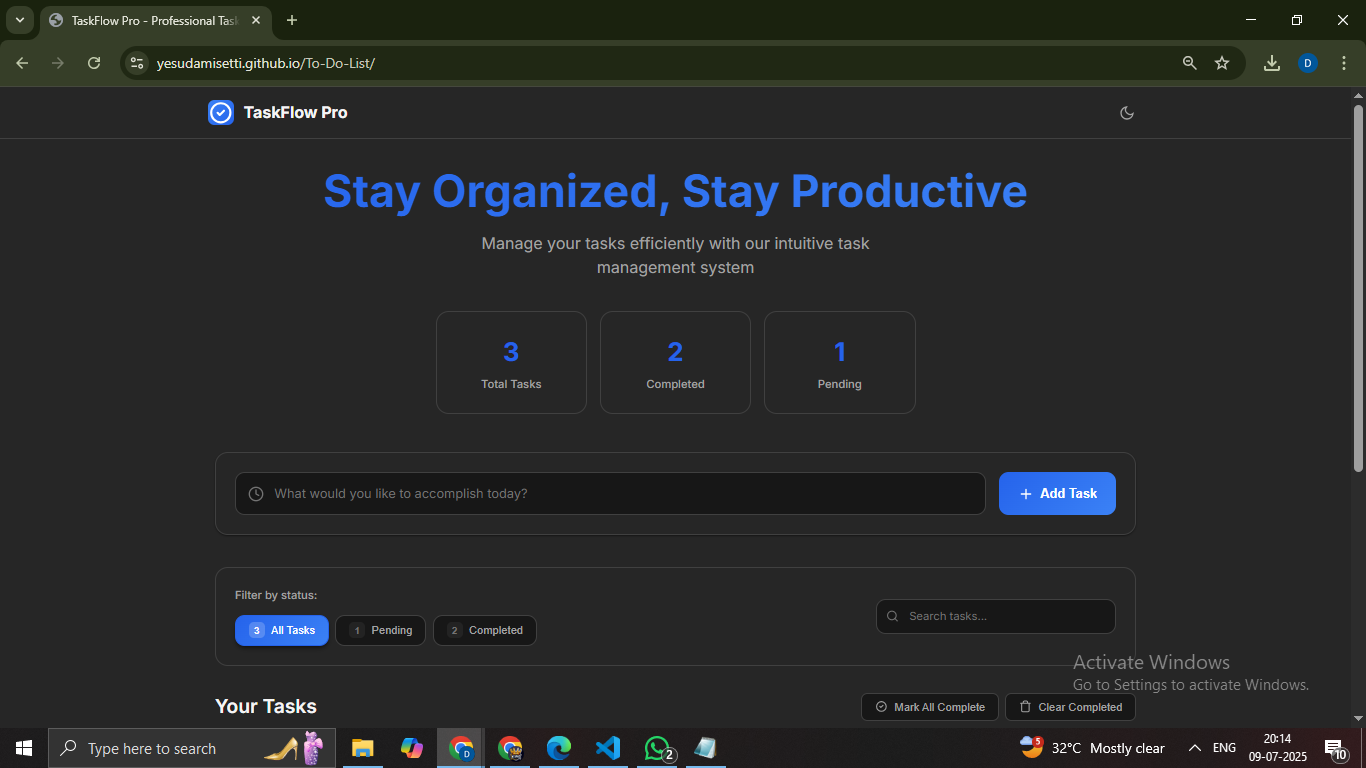 TaskFlow Pro - Professional Task
yesudamisetti.github.io/To-Do-List/
D
TaskFlow Pro
Stay Organized, Stay Productive
Manage your tasks efficiently with our intuitive task
management system
3
2
1
Total Tasks
Completed
Pending
What would you like to accomplish today?
+ Add Task
Filter by status:
3 All Tasks
1 Pending
2 Completed
Search tasks...
Activate Windows
Go to Settings to activate Windows.
Your Tasks
Mark All Complete
Clear Completed
Type here to search
D
2
5
32°C Mostly clear
ENG
20:14
09-07-2025
10